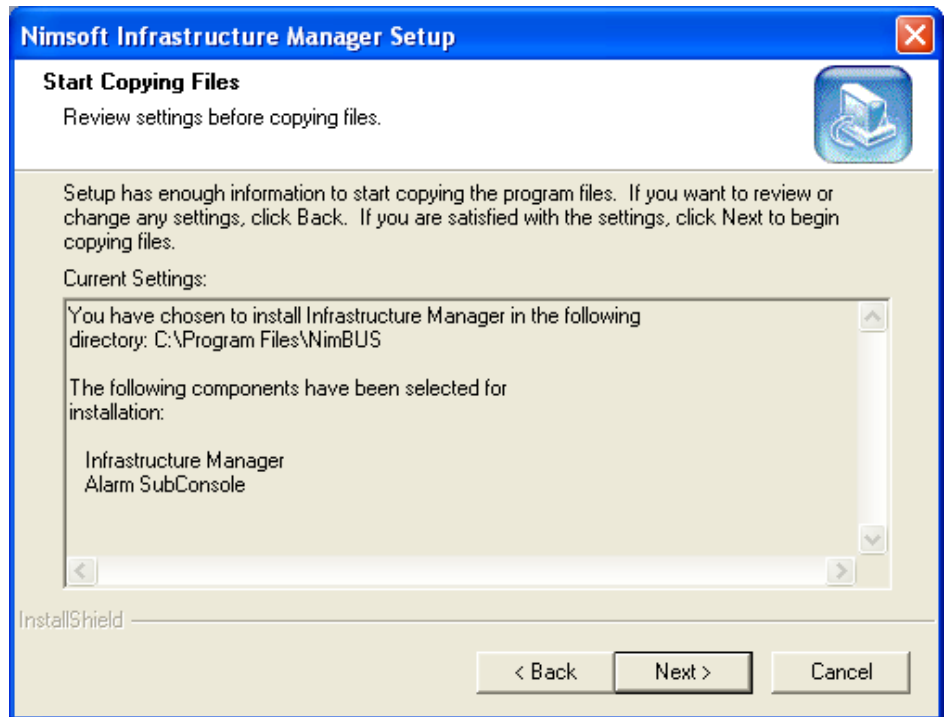 Nimsoft Infrastructure Manager Setup
Start Copying Files
Review settings before copying files.
Setup has enough information to start copying the program files.  If you want to review or
change any settings, click Back.  If you are satisfied with the settings, click Next to begin
copying files.
Current Settings:
You have chosen to install Infrastructure Manager in the following
directory: C:\Program Files\NimBUS
The following components have been selected for
installation:
Infrastructure Manager
Alarm SubConsole
InstallShield
< Back Next > Cancel